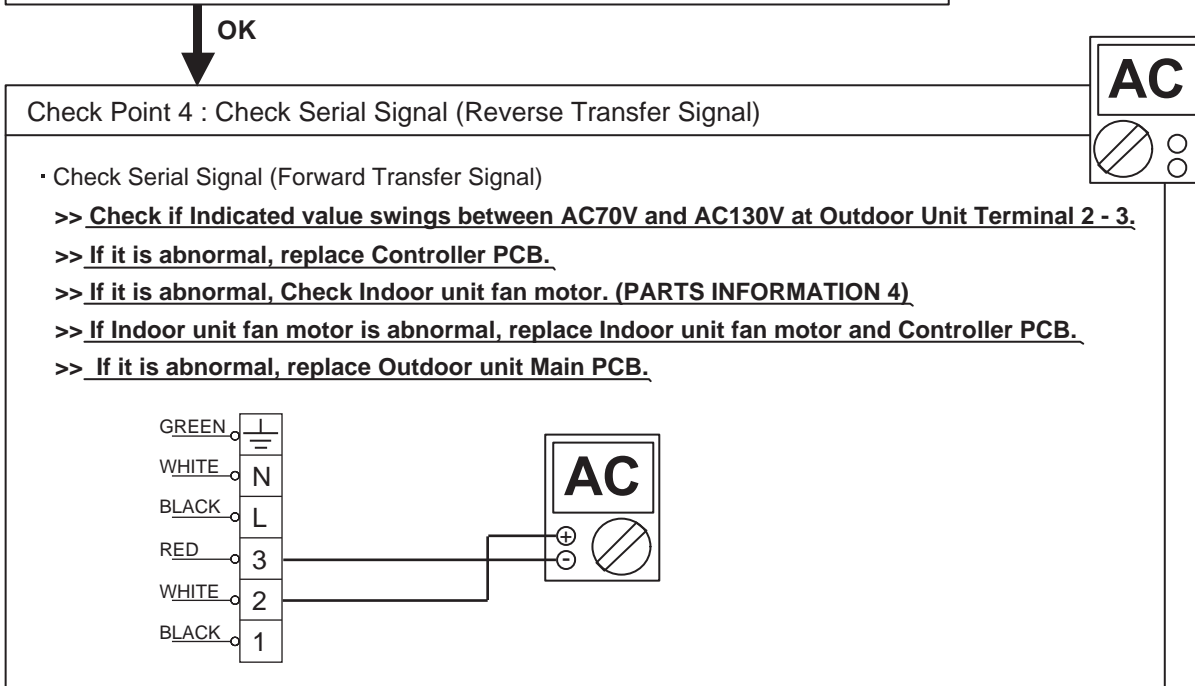 OK
AC
Check Point 4 : Check Serial Signal (Reverse Transfer Signal)
· Check Serial Signal (Forward Transfer Signal)
>> Check if Indicated value swings between AC70V and AC130V at Outdoor Unit Terminal 2 - 3.
>> If it is abnormal, replace Controller PCB.
>> If it is abnormal, Check Indoor unit fan motor. (PARTS INFORMATION 4)
>> If Indoor unit fan motor is abnormal, replace Indoor unit fan motor and Controller PCB.
>> If it is abnormal, replace Outdoor unit Main PCB.
GREEN
WHITE N
BLACK L
RED 3
WHITE 2
BLACK 1
AC
+
-